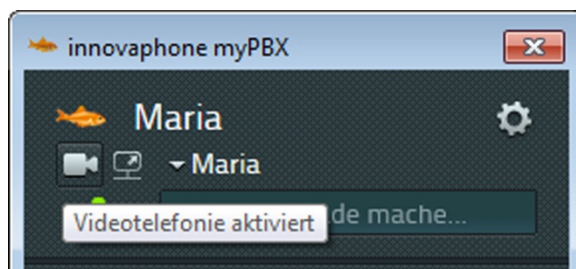 innovaphone myPBX
Maria
Maria
de mache...
Videotelefonie aktiviert